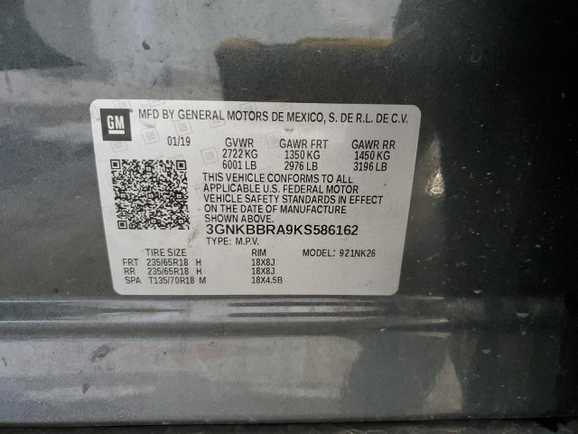 GM
MFD BY GENERAL MOTORS DE MEXICO, S. DE R.L. DE C.V.
01/19 GVWR GAWR FRT GAWR RR
2722 KG 1350 KG 1450 KG
6001 LB 2976 LB 3196 LB
THIS VEHICLE CONFORMS TO ALL
APPLICABLE U.S. FEDERAL MOTOR
VEHICLE SAFETY STANDARDS IN EFFECT
ON THE DATE OF MANUFACTURE
SHOWN ABOVE.
3GNKBBRA9KS586162
TYPE: M.P.V. MODEL: 921NK26
TIRE SIZE RIM
FRT 235/65R18 H 18X8J
RR 235/65R18 H 18X8J
SPA T135/70R18 M 18X4.5B